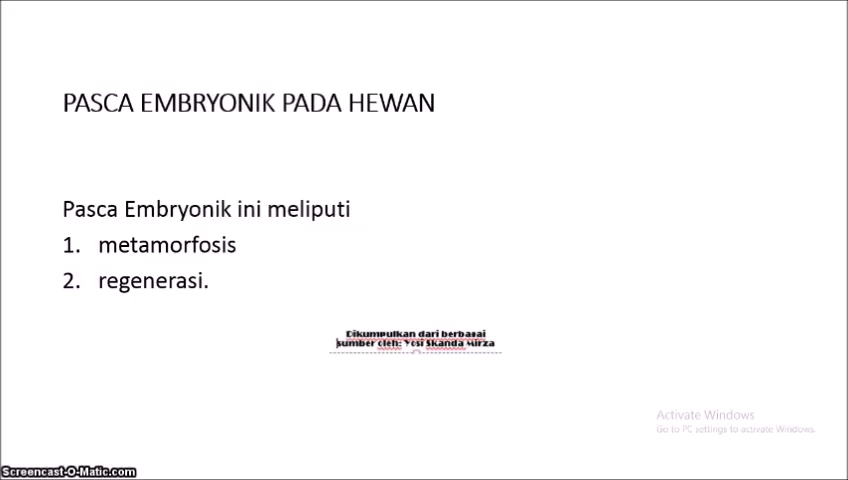 PASCA EMBRYONIK PADA HEWAN
Pasca Embryonik ini meliputi
1. metamorfosis
2. regenerasi.
Dikumpulkan dari berbagai
sumber oleh: Yosi Skanda Mirza
Activate Windows
Go to PC settings to activate Windows.
Screencast-O-Matic.com